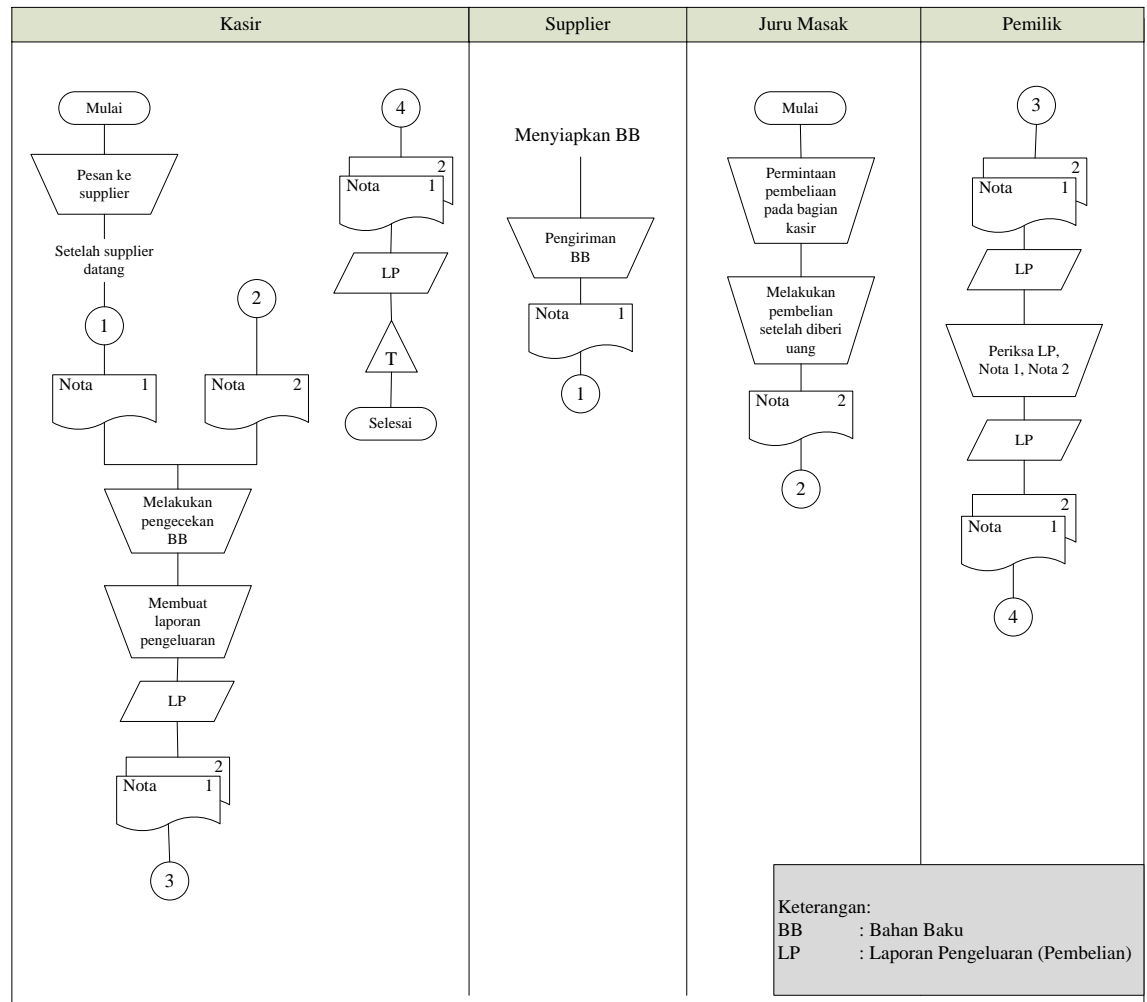 Kasir
Supplier
Juru Masak
Pemilik
Mulai
Pesan ke
supplier
Setelah supplier
datang
1
2
Nota 1
Nota 2
Melakukan
pengecekan
BB
Membuat
laporan
pengeluaran
LP
2
Nota 1
3
4
2
Nota 1
LP
T
Selesai
Menyiapkan BB
Pengiriman
BB
Nota 1
1
Mulai
Permintaan
pembeliaan
pada bagian
kasir
Melakukan
pembelian
setelah diberi
uang
Nota 2
2
3
2
Nota 1
LP
Periksa LP,
Nota 1, Nota 2
LP
2
Nota 1
4
Keterangan:
BB : Bahan Baku
LP : Laporan Pengeluaran (Pembelian)